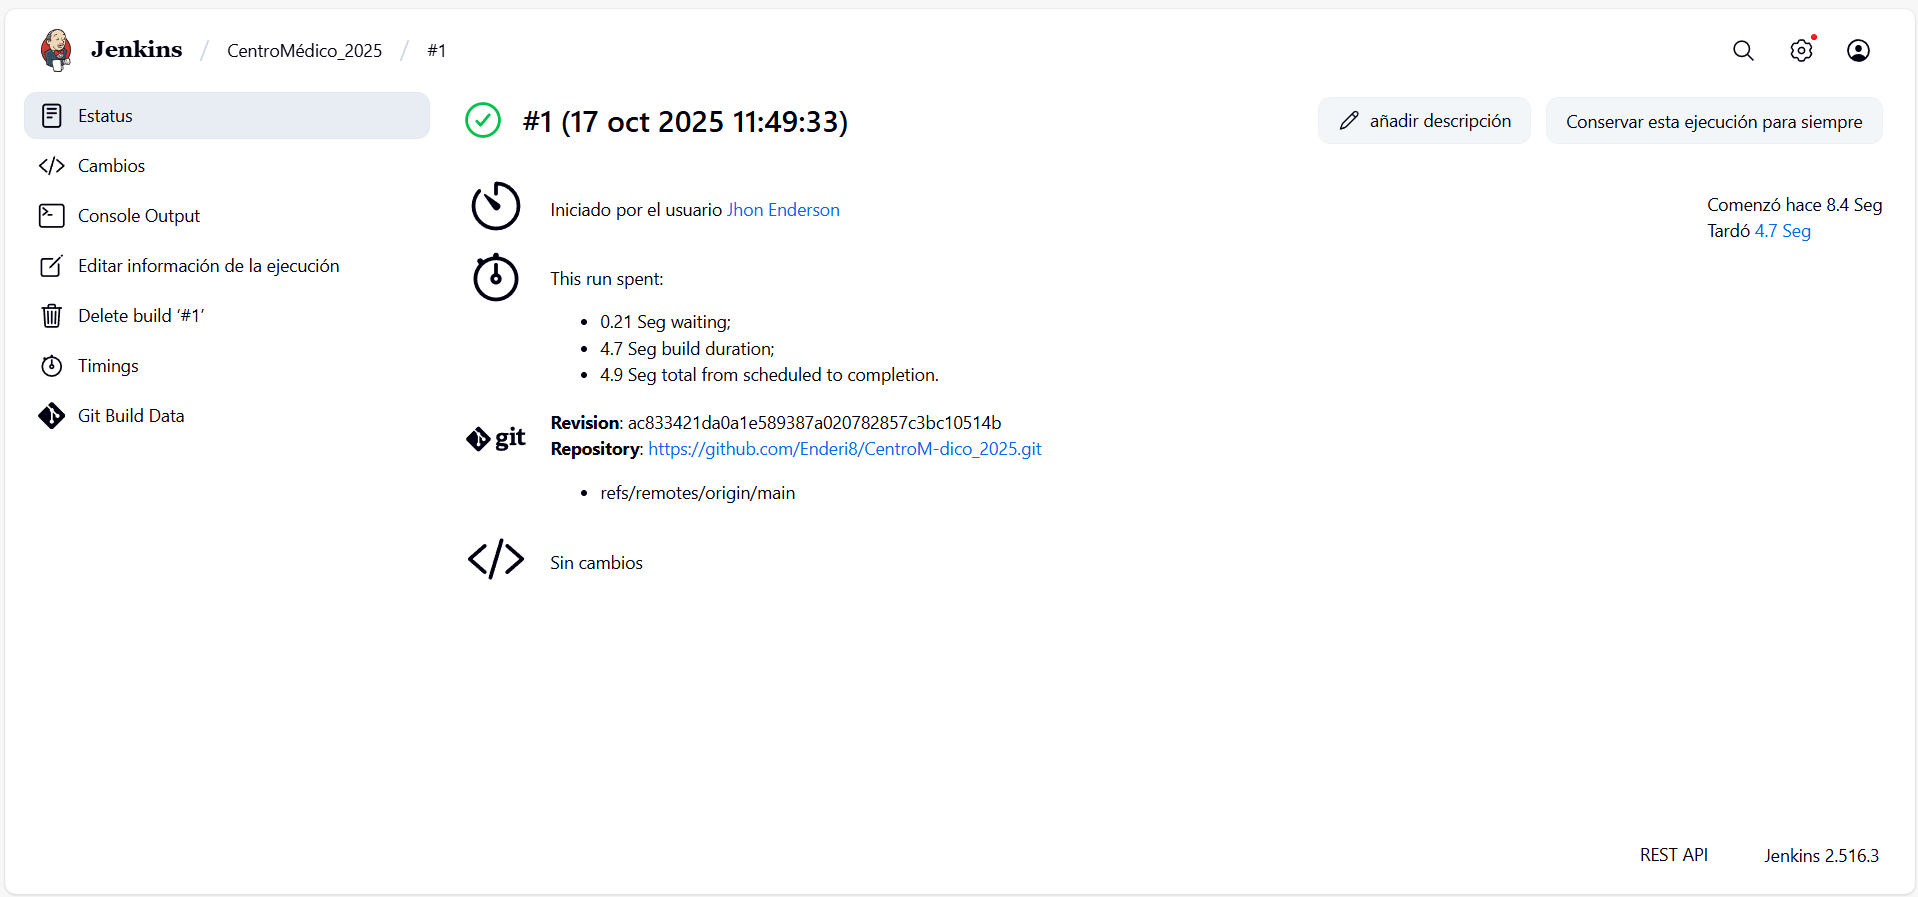 Jenkins / CentroMédico_2025 / #1
Estatus
Cambios
Console Output
Editar información de la ejecución
Delete build ‘#1’
Timings
Git Build Data
#1 (17 oct 2025 11:49:33)
añadir descripción
Conservar esta ejecución para siempre
Iniciado por el usuario Jhon Enderson
Comenzó hace 8.4 Seg
Tardó 4.7 Seg
This run spent:
• 0.21 Seg waiting;
• 4.7 Seg build duration;
• 4.9 Seg total from scheduled to completion.
git
Revision: ac833421da0a1e589387a020782857c3bc10514b
Repository: https://github.com/Enderi8/CentroM-dico_2025.git
• refs/remotes/origin/main
Sin cambios
REST API
Jenkins 2.516.3